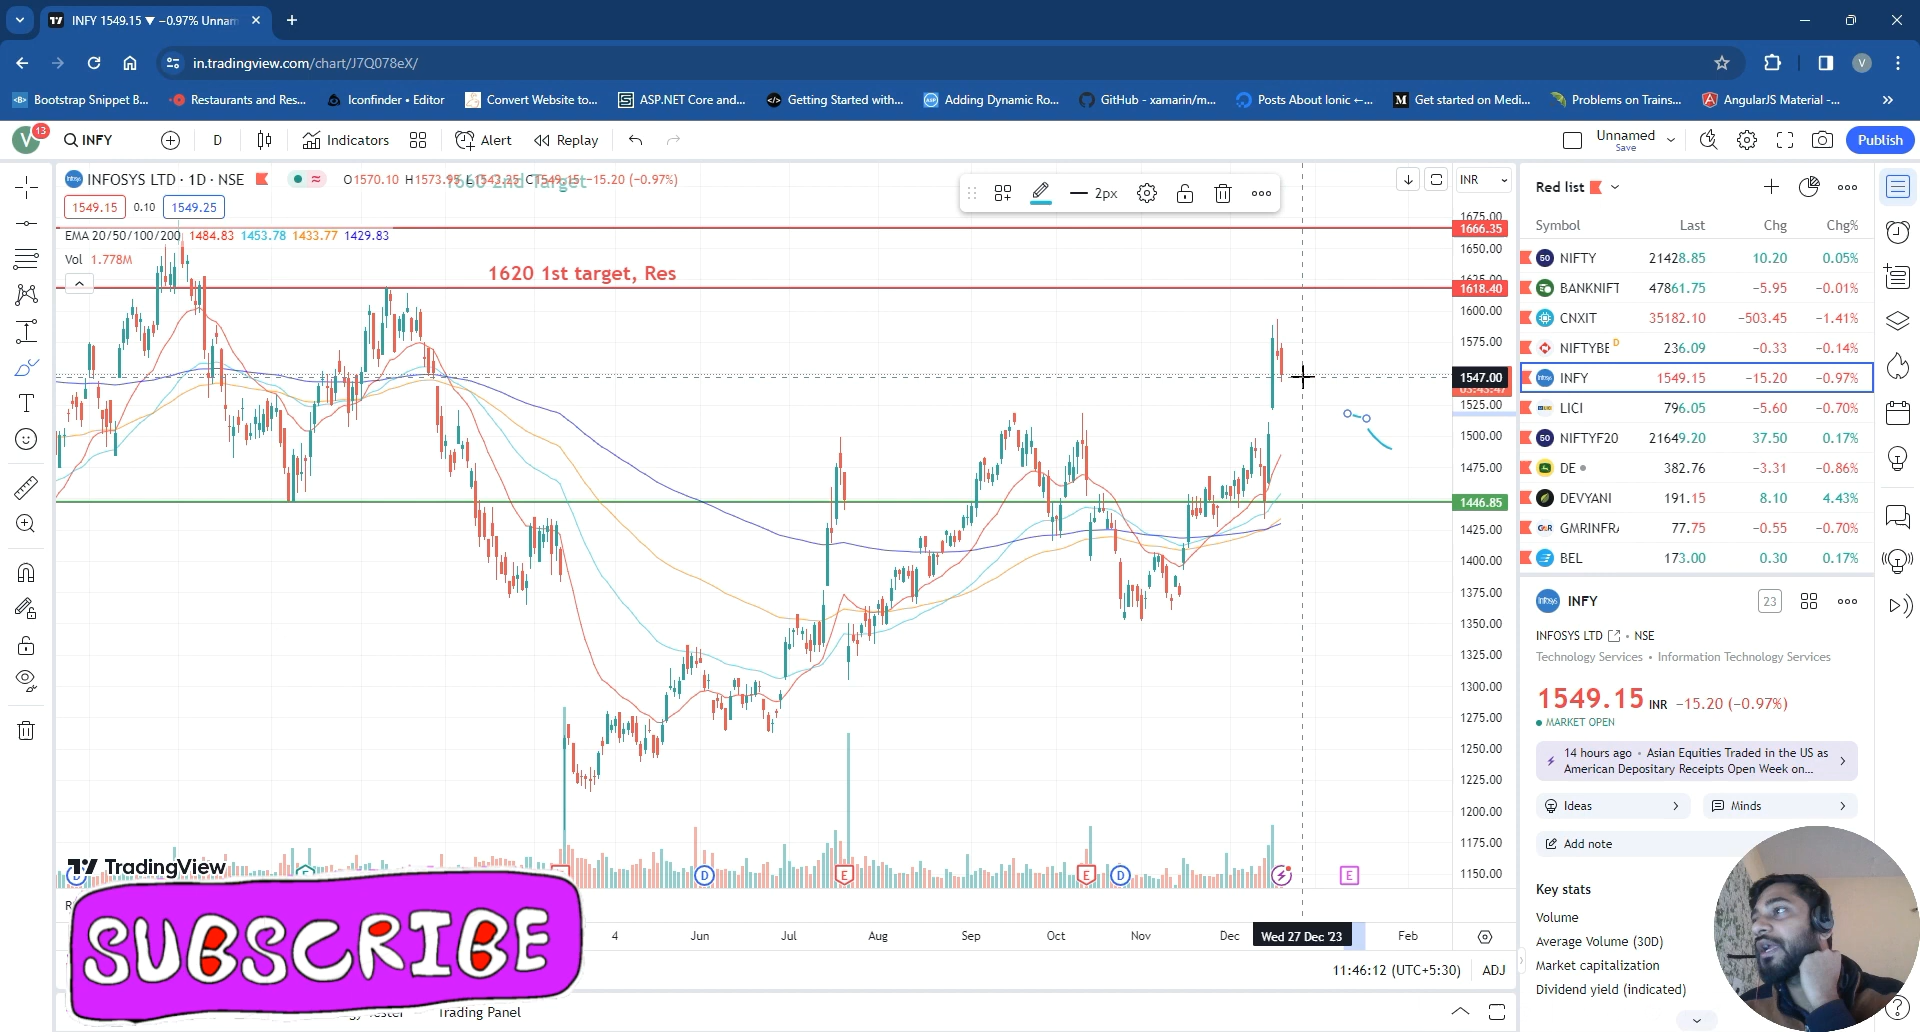 INFY 1549.15 ▼ −0.97% Unnam
in.tradingview.com/chart/J7Q078eX/
Bootstrap Snippet B... Restaurants and Res... Iconfinder • Editor Convert Website to... ASP.NET Core and... Getting Started with... Adding Dynamic Ro... GitHub - xamarin/m... Posts About Ionic ←... Get started on Medi... Problems on Trains... AngularJS Material -...
V 13 INFY D Indicators Alert Replay Unnamed Save Publish
INFOSYS LTD · 1D · NSE O1570.10 H1573.95 L1543.25 C1549.15 −15.20 (−0.97%)
1660 2nd Target
1549.15 0.10 1549.25
2px
INR
EMA 20/50/100/200 1484.83 1453.78 1433.77 1429.83
Vol 1.778M
1620 1st target, Res
1675.00
1666.35
1650.00
1625.00
1618.40
1600.00
1575.00
1547.00
1525.00
1500.00
1475.00
1446.85
1425.00
1400.00
1375.00
1350.00
1325.00
1300.00
1275.00
1250.00
1225.00
1200.00
1175.00
1150.00
TradingView
D E D E E D E
4 Jun Jul Aug Sep Oct Nov Dec Wed 27 Dec '23 Feb
11:46:12 (UTC+5:30) ADJ
Trading Panel
SUBSCRIBE
Red list
Symbol Last Chg Chg%
50 NIFTY 21428.85 10.20 0.05%
BANKNIFT 47861.75 −5.95 −0.01%
CNXIT 35182.10 −503.45 −1.41%
NIFTYBE D 236.09 −0.33 −0.14%
INFY 1549.15 −15.20 −0.97%
LICI 796.05 −5.60 −0.70%
50 NIFTYF20 21649.20 37.50 0.17%
DE 382.76 −3.31 −0.86%
DEVYANI 191.15 8.10 4.43%
GMRINFRA 77.75 −0.55 −0.70%
BEL 173.00 0.30 0.17%
INFY 23
INFOSYS LTD • NSE
Technology Services • Information Technology Services
1549.15 INR −15.20 (−0.97%)
MARKET OPEN
14 hours ago • Asian Equities Traded in the US as
American Depositary Receipts Open Week on...
Ideas Minds
Add note
Key stats
Volume
Average Volume (30D)
Market capitalization
Dividend yield (indicated)